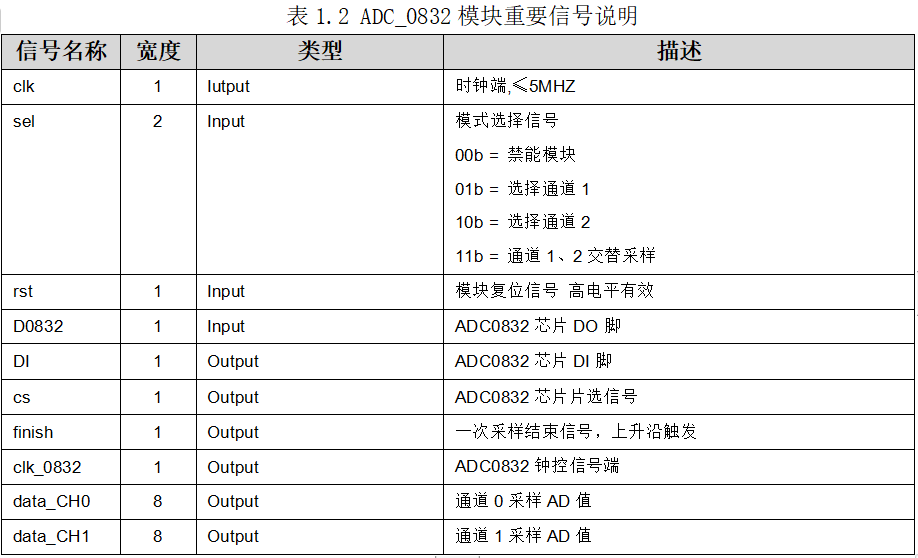 表 1.2 ADC_0832 模块重要信号说明
信号名称 宽度 类型 描述
clk 1 Iutput 时钟端,≤5MHZ
sel 2 Input 模式选择信号
00b = 禁能模块
01b = 选择通道 1
10b = 选择通道 2
11b = 通道 1、2 交替采样
rst 1 Input 模块复位信号 高电平有效
D0832 1 Input ADC0832 芯片 DO 脚
DI 1 Output ADC0832 芯片 DI 脚
cs 1 Output ADC0832 芯片片选信号
finish 1 Output 一次采样结束信号，上升沿触发
clk_0832 1 Output ADC0832 钟控信号端
data_CH0 8 Output 通道 0 采样 AD 值
data_CH1 8 Output 通道 1 采样 AD 值